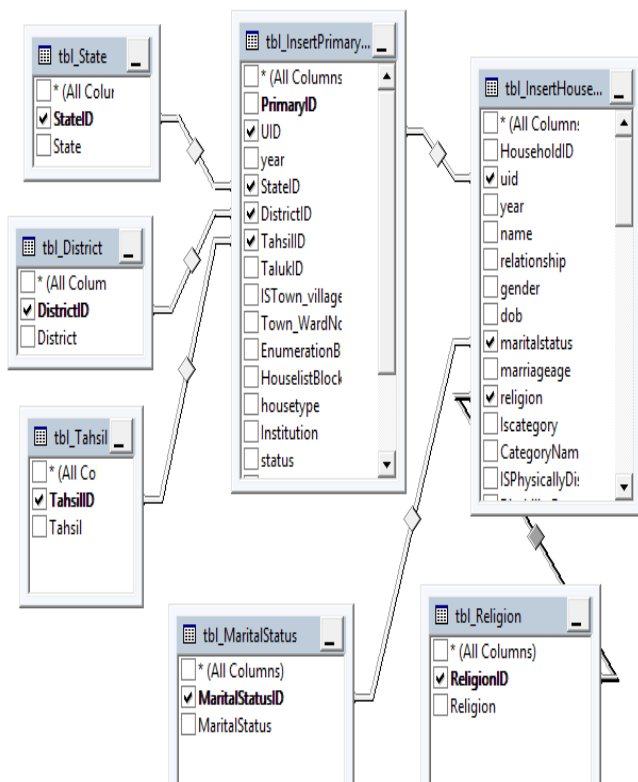 tbl_State
* (All Colur
StateID
State
tbl_District
* (All Colum
DistrictID
District
tbl_Tahsil
* (All Co
TahsilID
Tahsil
tbl_InsertPrimary...
* (All Columns
PrimaryID
UID
year
StateID
DistrictID
TahsilID
TalukID
ISTown_village
Town_WardNo
EnumerationB
HouselistBlock
housetype
Institution
status
tbl_InsertHouse...
* (All Columns
HouseholdID
uid
year
name
relationship
gender
dob
maritalstatus
marriageage
religion
Iscategory
CategoryNam
ISPhysicallyDis
tbl_MaritalStatus
* (All Columns)
MaritalStatusID
MaritalStatus
tbl_Religion
* (All Columns)
ReligionID
Religion